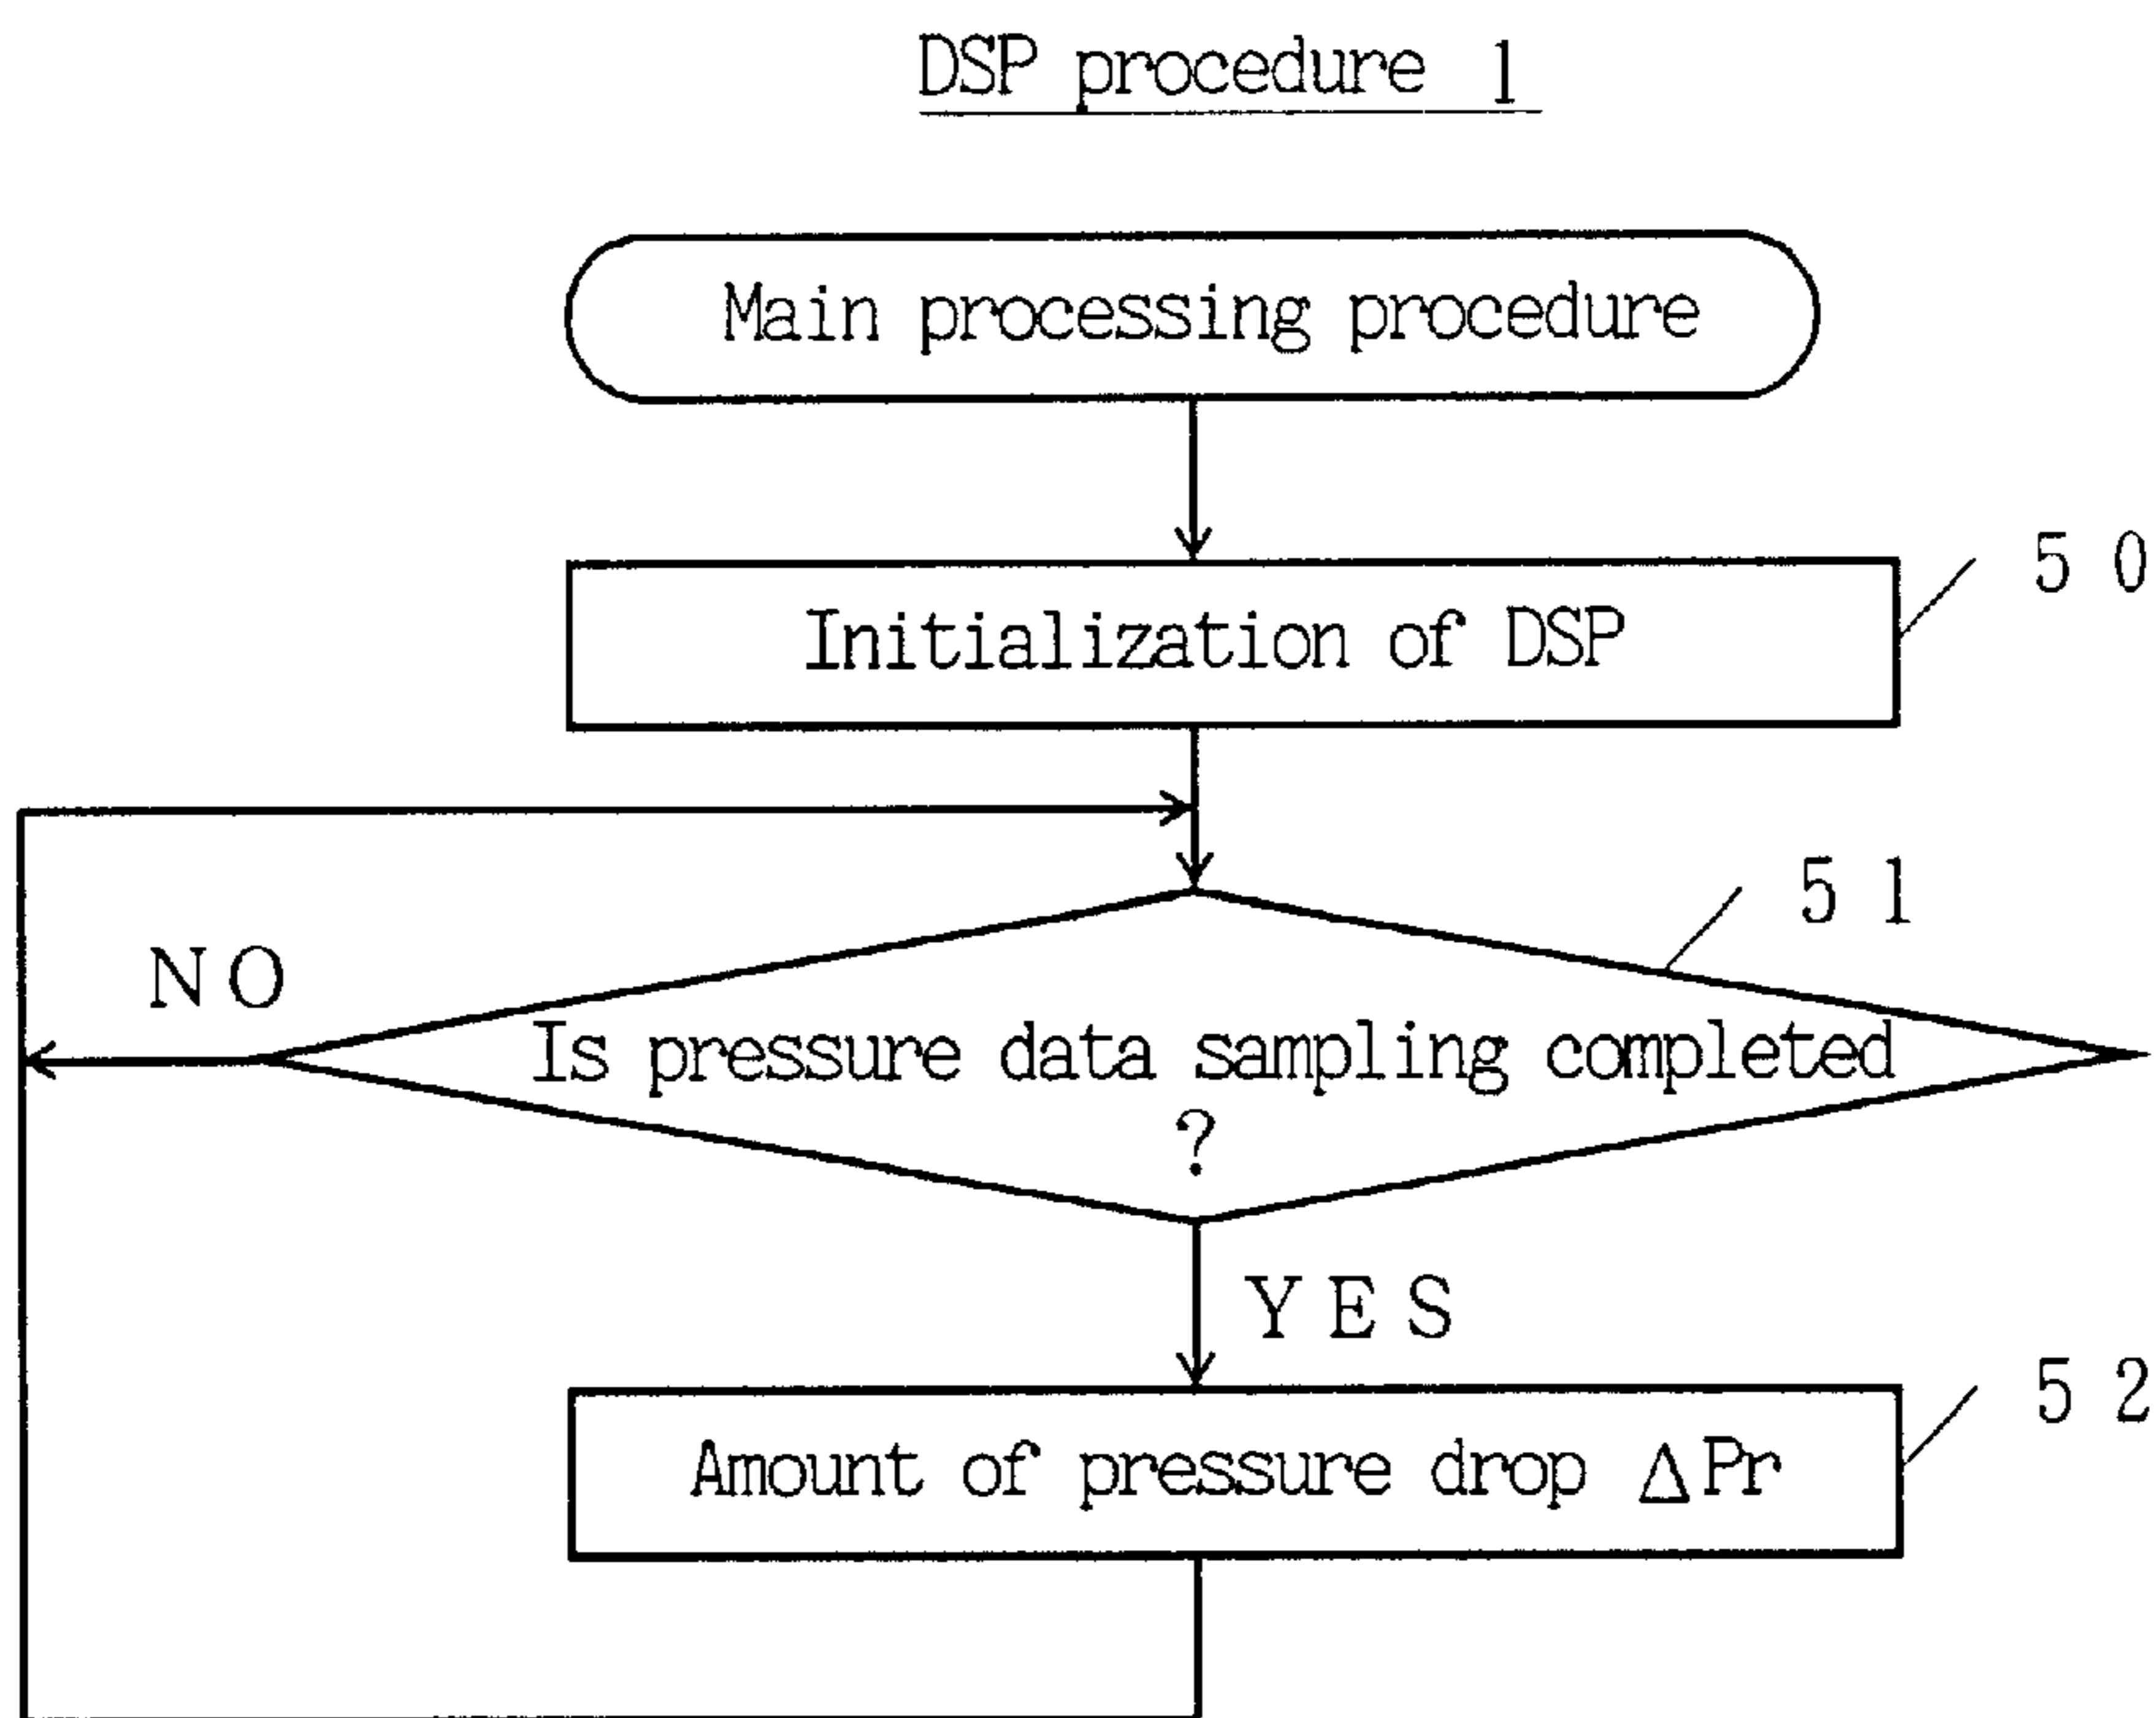 DSP procedure 1
Main processing procedure
Initialization of DSP
50
51
NO
Is pressure data sampling completed
?
YES
52
Amount of pressure drop ΔPr